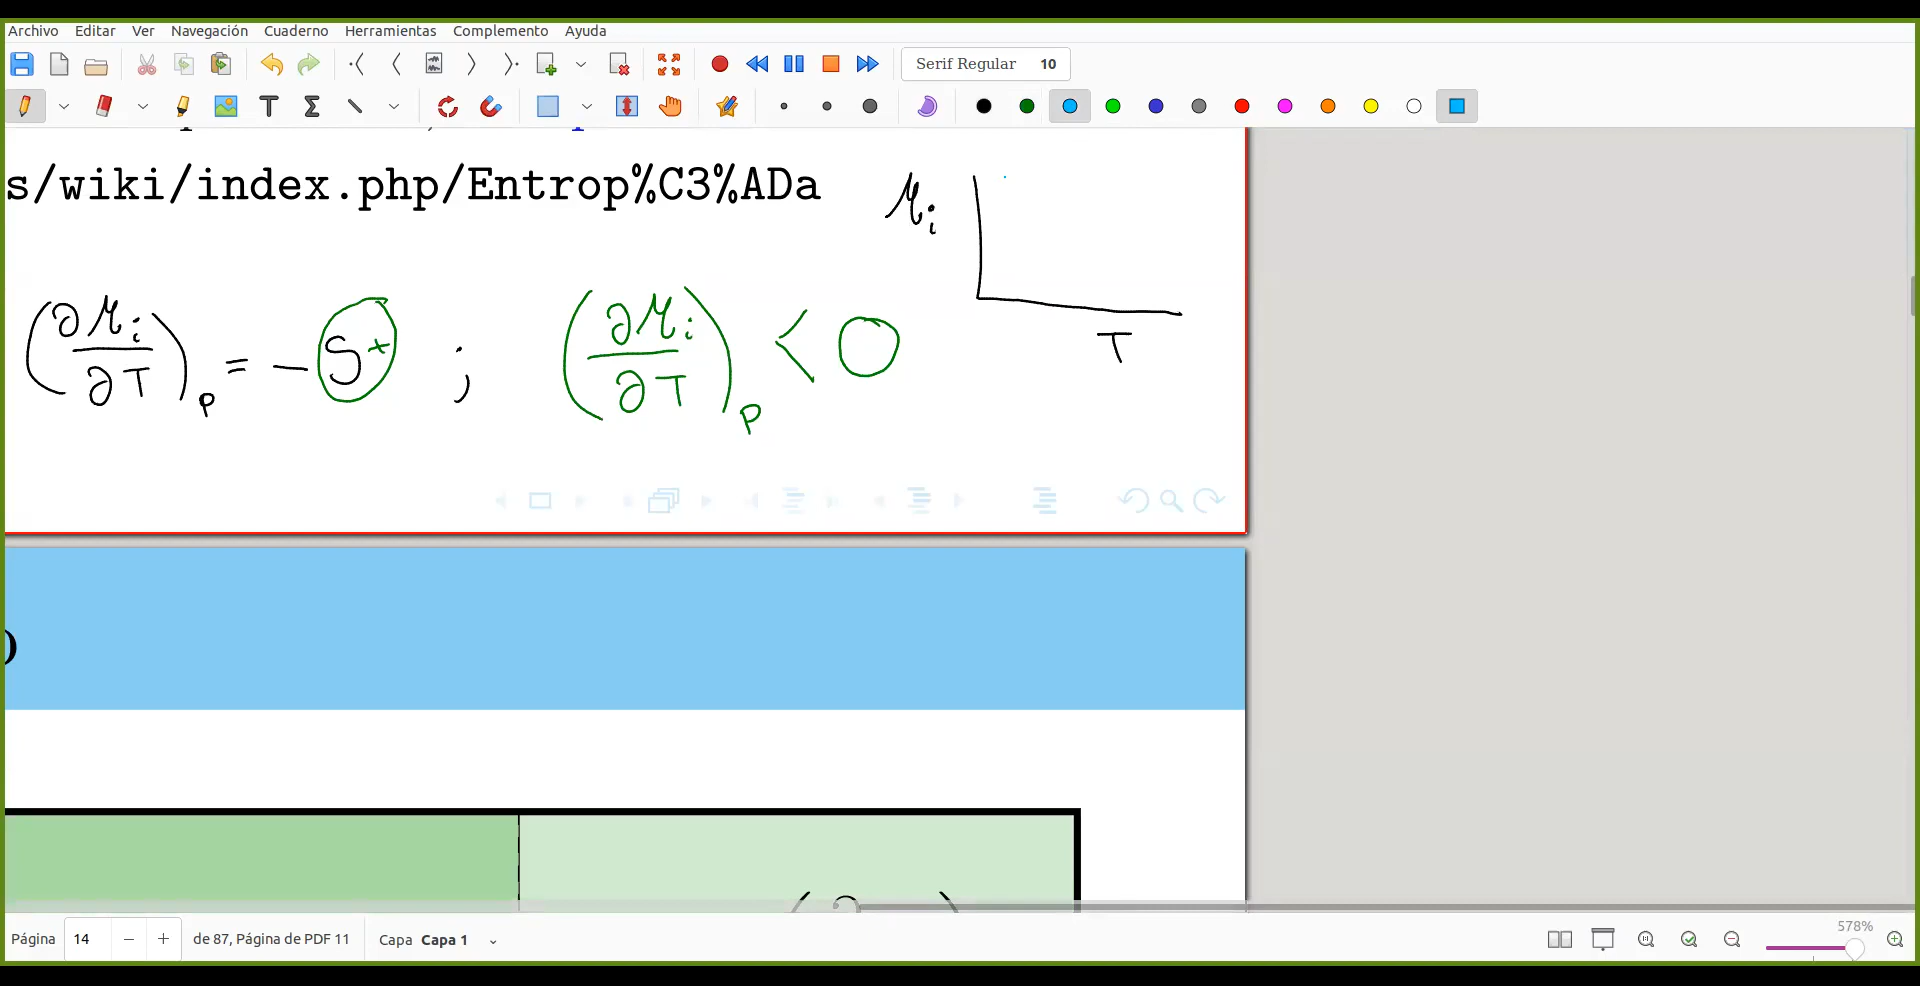 Archivo Editar Ver Navegación Cuaderno Herramientas Complemento Ayuda
Serif Regular 10
s/wiki/index.php/Entrop%C3%ADa
μi
T
(∂μi/∂T)p = - S+ ; (∂μi/∂T)p < 0
)
Página 14 de 87, Página de PDF 11 Capa Capa 1
578%